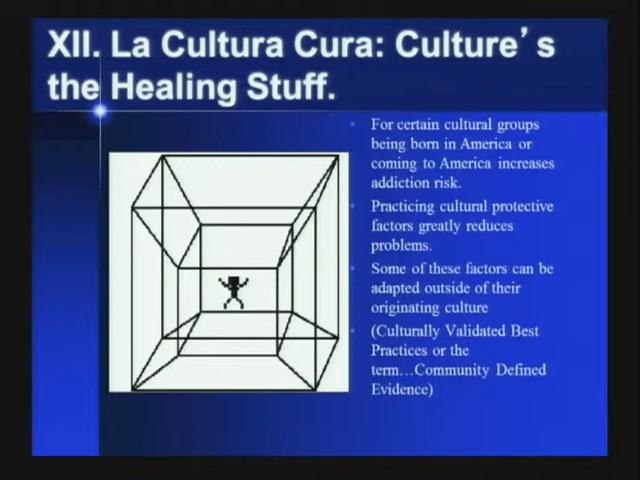 XII. La Cultura Cura: Culture’s
the Healing Stuff.
For certain cultural groups
being born in America or
coming to America increases
addiction risk.
Practicing cultural protective
factors greatly reduces
problems.
Some of these factors can be
adapted outside of their
originating culture
(Culturally Validated Best
Practices or the
term…Community Defined
Evidence)